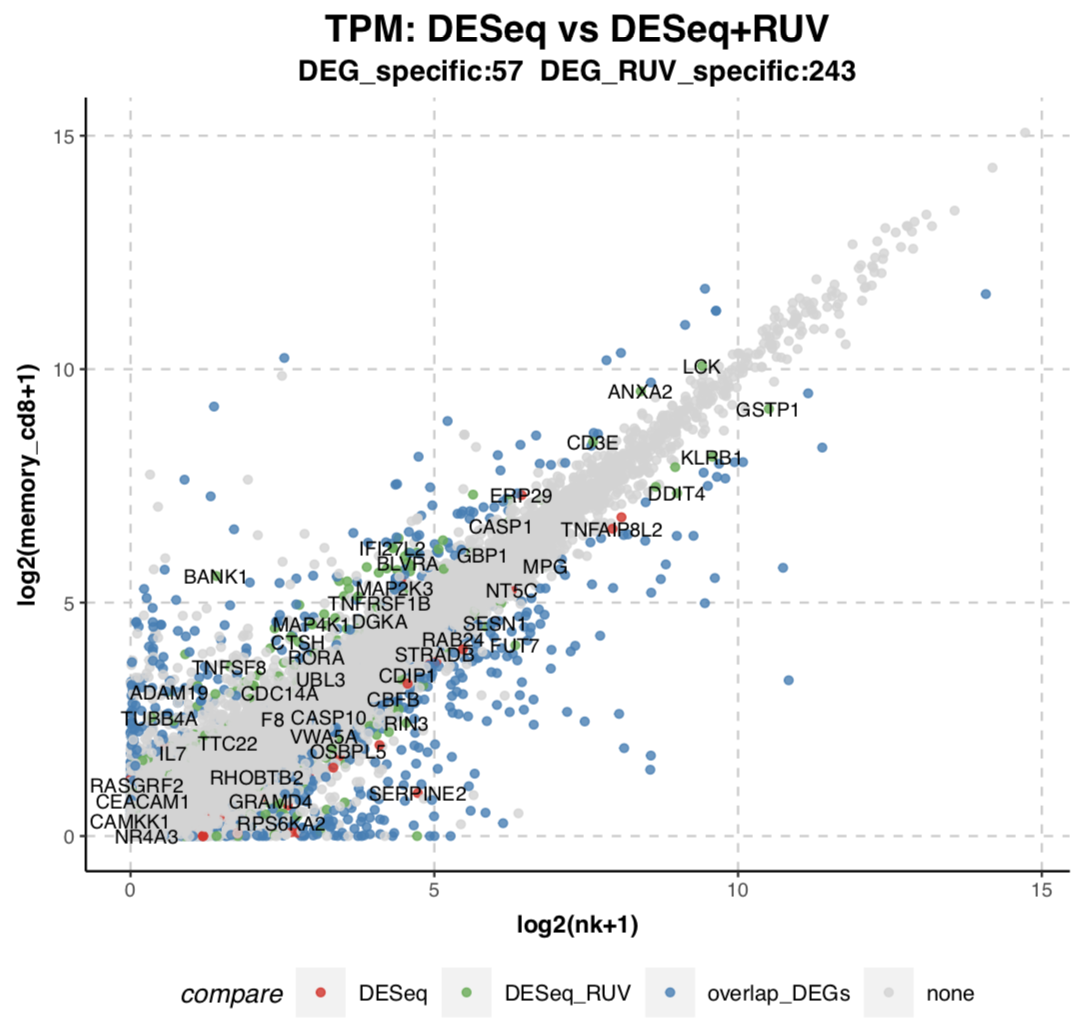 TPM: DESeq vs DESeq+RUV
DEG_specific:57 DEG_RUV_specific:243
log2(memory_cd8+1)
15
10
5
0
LCK
ANXA2
GSTP1
CD3E
KLRB1
ERP29
DDIT4
CASP1
TNFAIP8L2
IFI27L2
BLVRA
GBP1
MPG
BANK1
MAP2K3
NT5C
TNFRSF1B
MAP4K1
DGKA
SESN1
CTSH
RAB24
FUT7
RORA
STRADB
TNFSF8
UBL3
CDIP1
ADAM19
CDC14A
CBFB
TUBB4A
F8
CASP10
RIN3
TTC22
VWA5A
IL7
OSBPL5
RASGRF2
RHOBTB2
CEACAM1
GRAMD4
SERPINE2
CAMKK1
RPS6KA2
NR4A3
0
5
10
15
log2(nk+1)
compare
DESeq
DESeq_RUV
overlap_DEGs
none